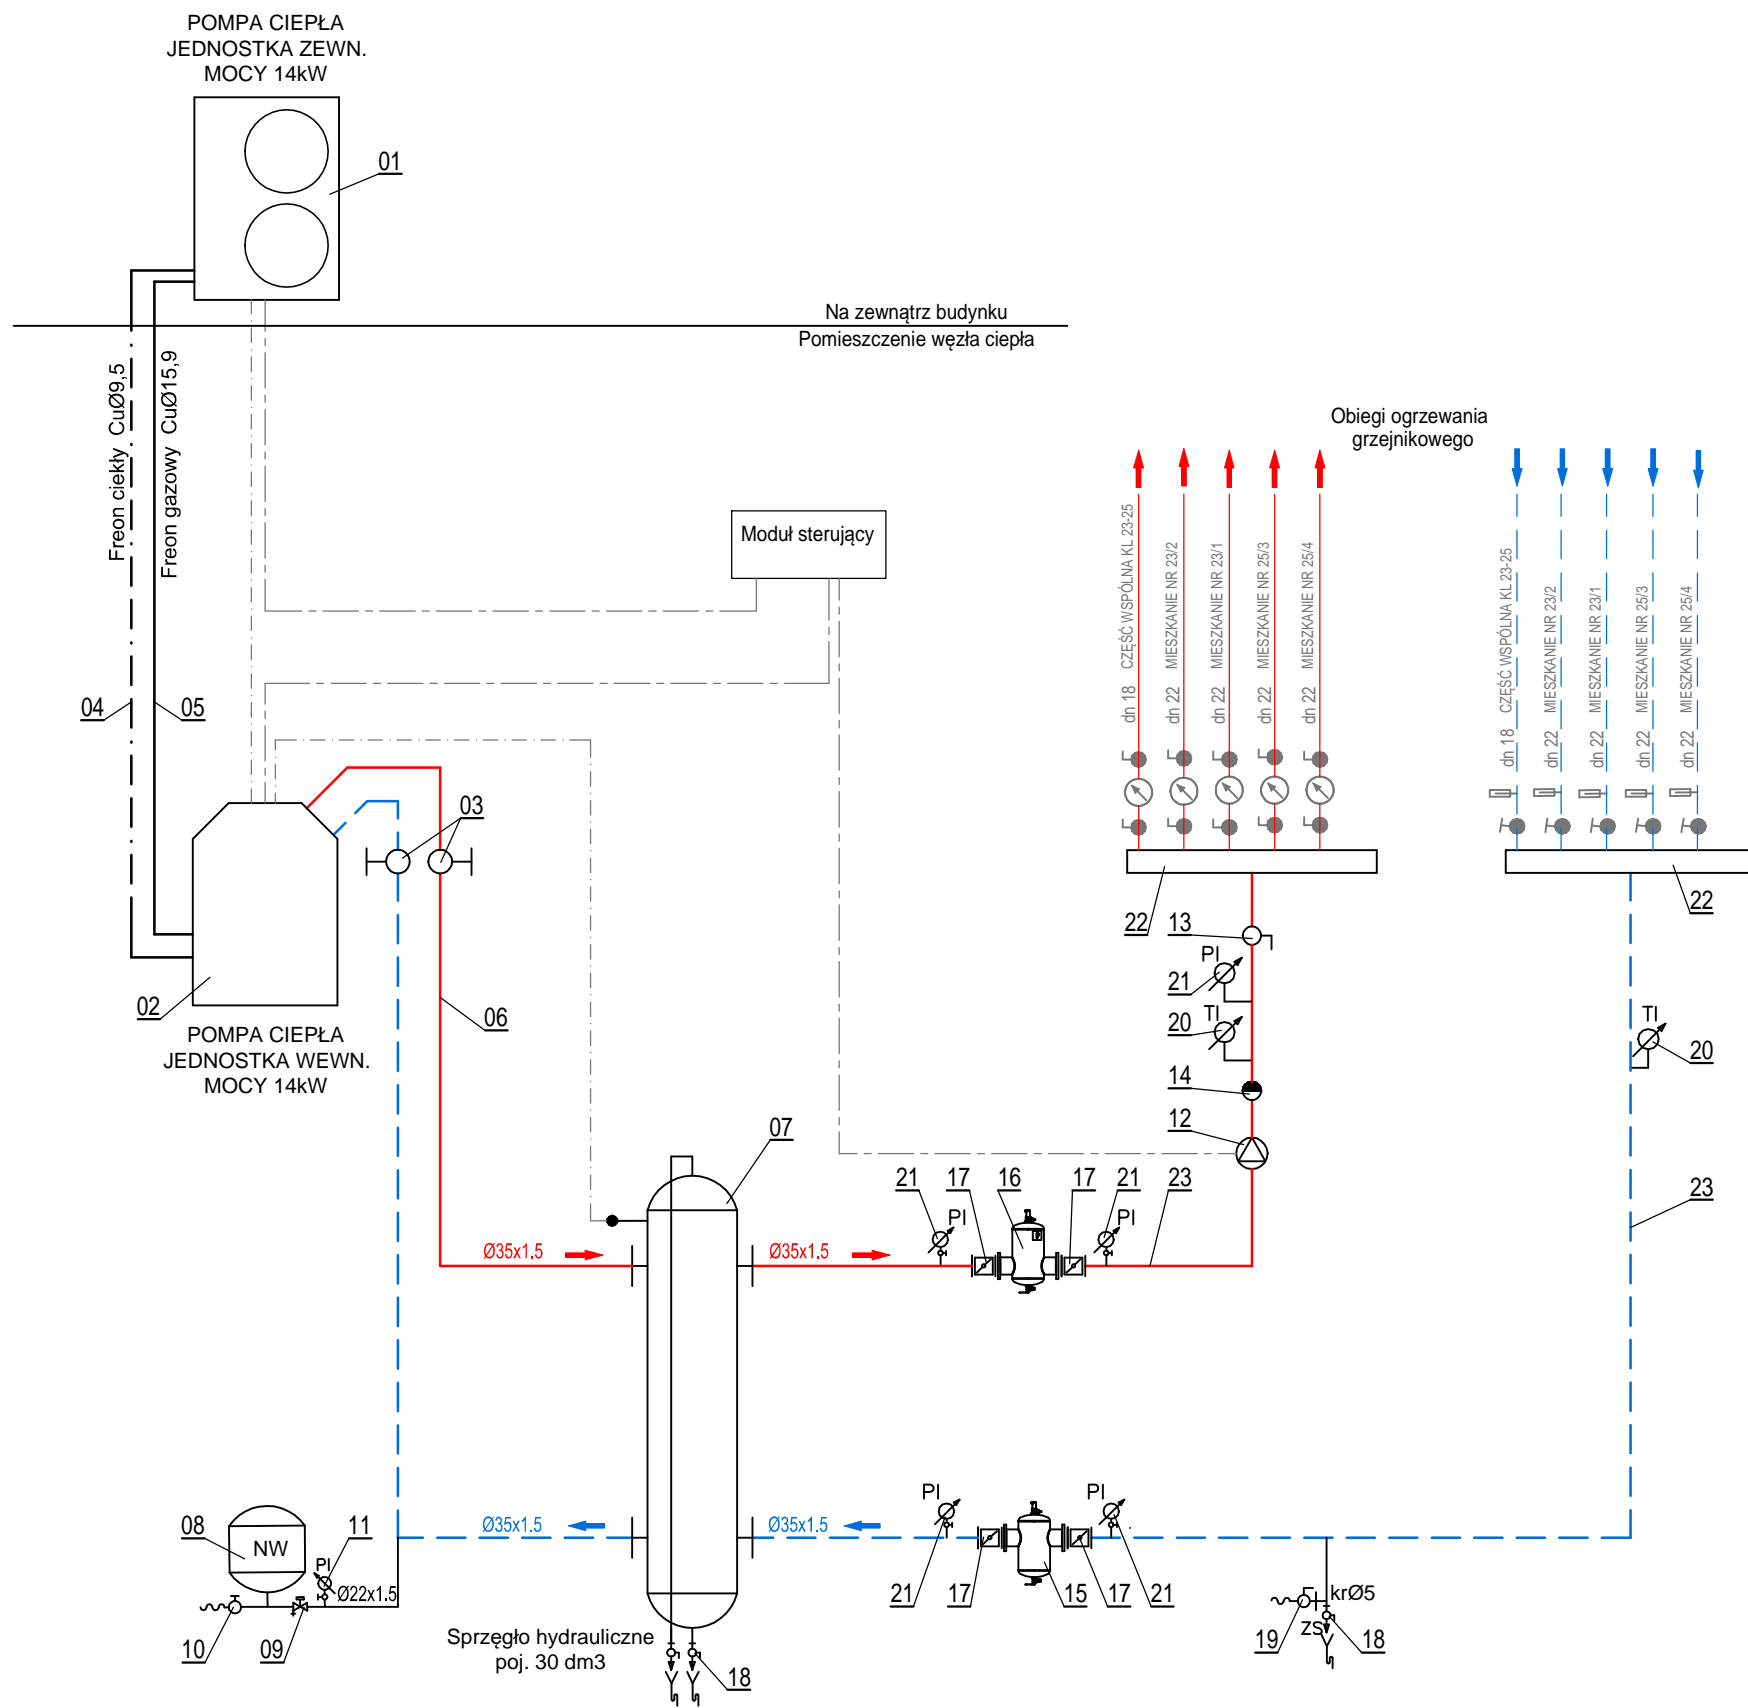 POMPA CIEPŁA
JEDNOSTKA ZEWN.
MOCY 14kW
01
Na zewnątrz budynku
Pomieszczenie węzła ciepła
Freon ciekły CuØ9,5
Freon gazowy CuØ15,9
Obiegi ogrzewania
grzejnikowego
Moduł sterujący
dn 18 CZĘŚĆ WSPÓLNA KL 23-25
dn 22 MIESZKANIE NR 23/2
dn 22 MIESZKANIE NR 23/1
dn 22 MIESZKANIE NR 25/3
dn 22 MIESZKANIE NR 25/4
dn 18 CZĘŚĆ WSPÓLNA KL 23-25
dn 22 MIESZKANIE NR 23/2
dn 22 MIESZKANIE NR 23/1
dn 22 MIESZKANIE NR 25/3
dn 22 MIESZKANIE NR 25/4
04
05
03
22
13
22
PI
21
02
06
POMPA CIEPŁA
JEDNOSTKA WEWN.
MOCY 14kW
TI
20
TI
20
14
12
07
21
17
16
17
21
23
23
PI
PI
Ø35x1.5
Ø35x1.5
PI
PI
08
NW
11
PI
Ø22x1.5
Ø35x1.5
Ø35x1.5
10
09
21
17
15
17
21
krØ5
ZS
19
18
Sprzęgło hydrauliczne
poj. 30 dm3
18